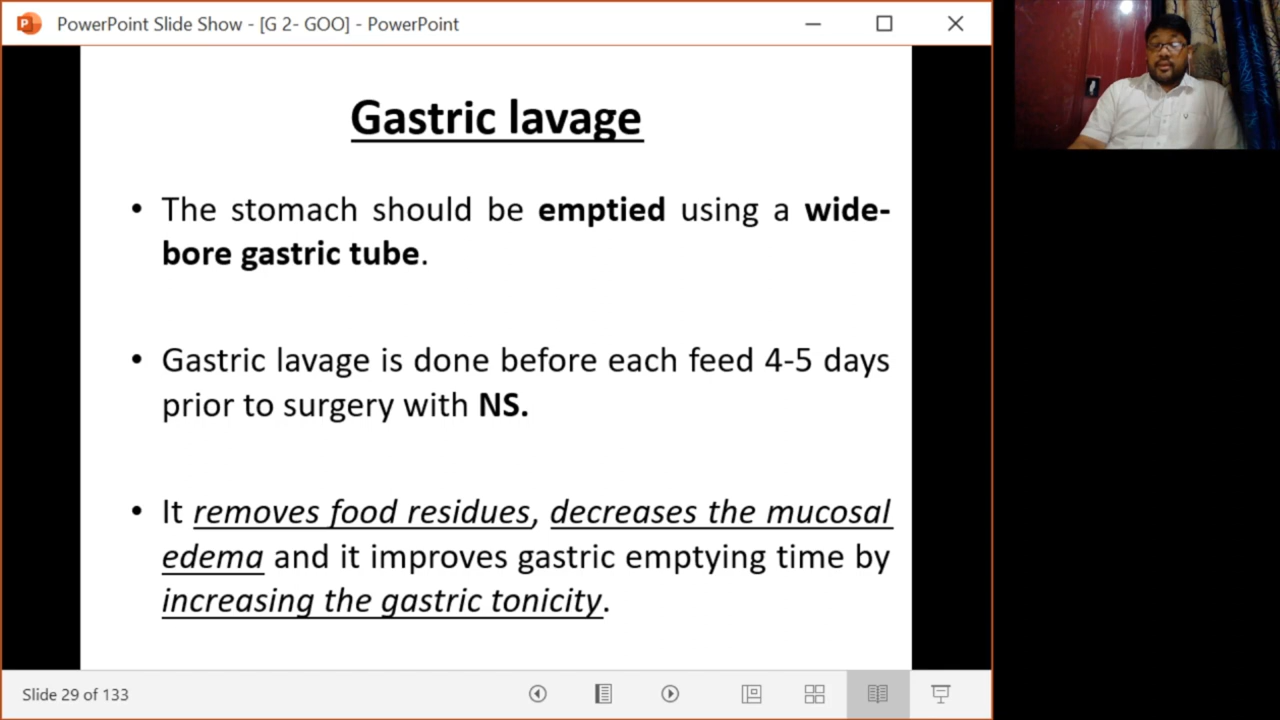 PowerPoint Slide Show - [G 2- GOO] - PowerPoint
Gastric lavage
• The stomach should be emptied using a wide-
bore gastric tube.
• Gastric lavage is done before each feed 4-5 days
prior to surgery with NS.
• It removes food residues, decreases the mucosal
edema and it improves gastric emptying time by
increasing the gastric tonicity.
Slide 29 of 133